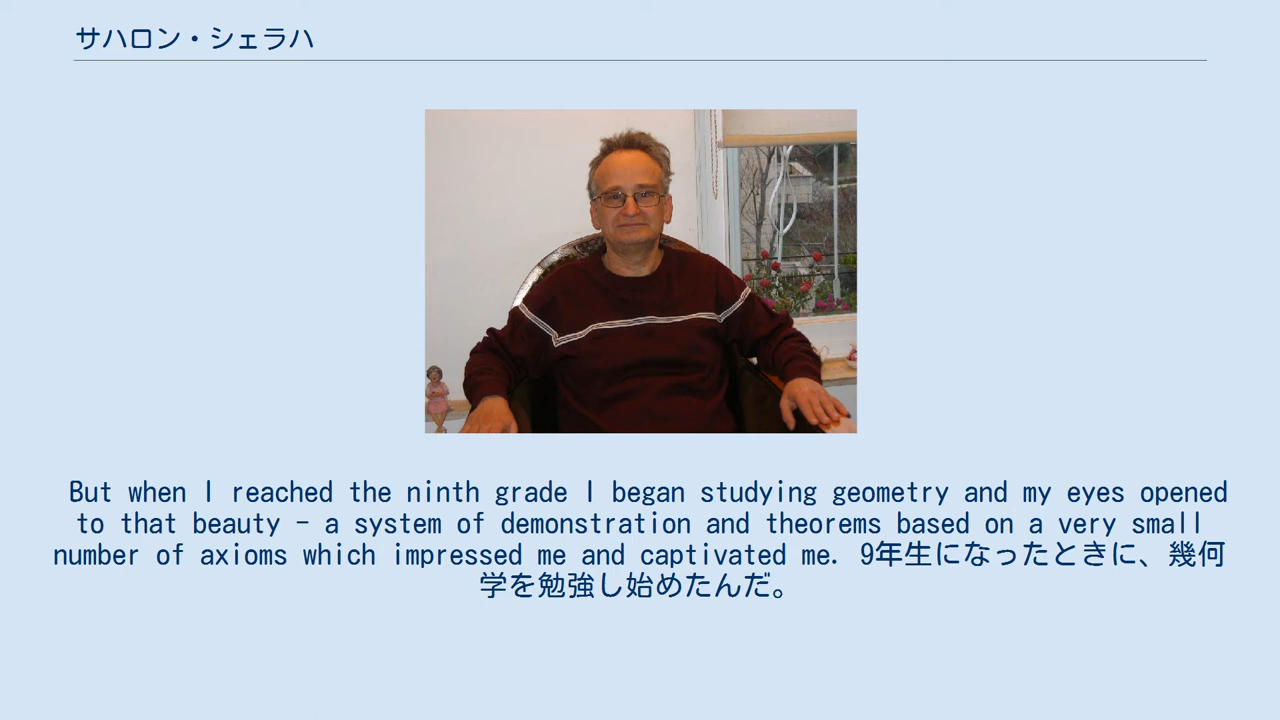 サハロン・シェラハ
But when I reached the ninth grade I began studying geometry and my eyes opened
to that beauty - a system of demonstration and theorems based on a very small
number of axioms which impressed me and captivated me. 9年生になったときに、幾何
学を勉強し始めたんだ。